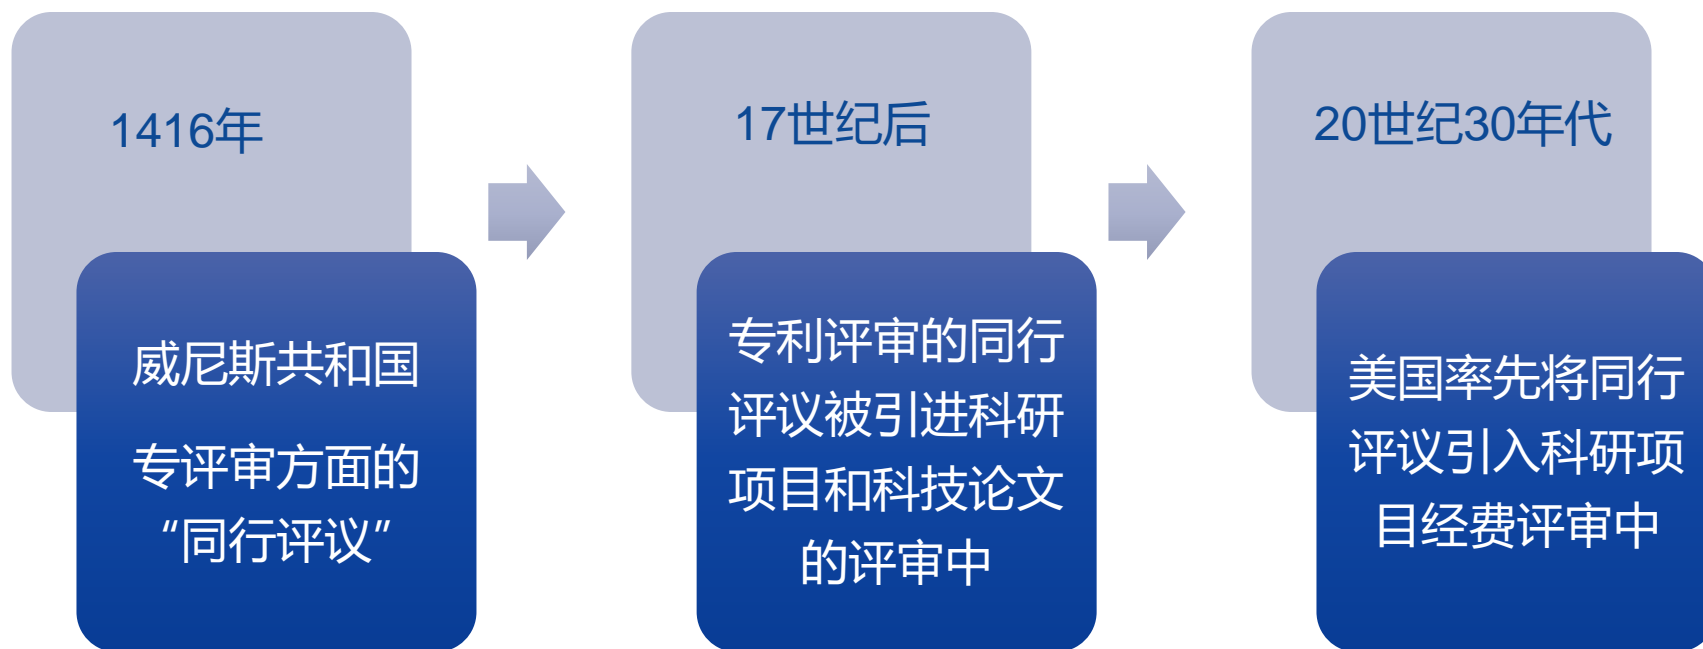 1416年
威尼斯共和国
专评审方面的
“同行评议”
17世纪后
专利评审的同行
评议被引进科研
项目和科技论文
的评审中
20世纪30年代
美国率先将同行
评议引入科研项
目经费评审中